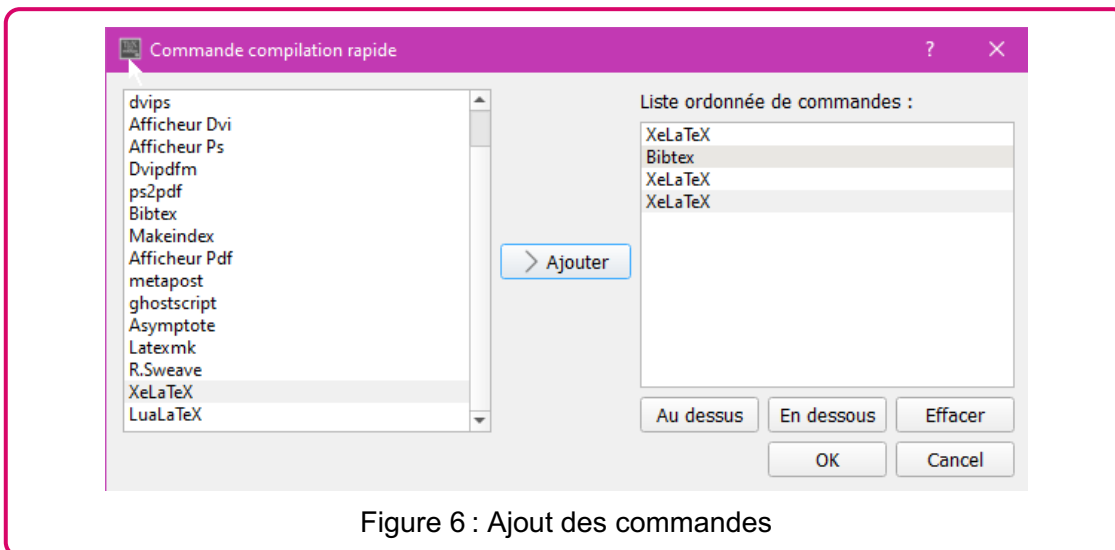 Commande compilation rapide
?
dvips
Afficheur Dvi
Afficheur Ps
Dvipdfm
ps2pdf
Bibtex
Makeindex
Afficheur Pdf
metapost
ghostscript
Asymptote
Latexmk
R.Sweave
XeLaTeX
LuaLaTeX
Ajouter
Liste ordonnée de commandes :
XeLaTeX
Bibtex
XeLaTeX
XeLaTeX
Au dessus
En dessous
Effacer
OK
Cancel
Figure 6 : Ajout des commandes